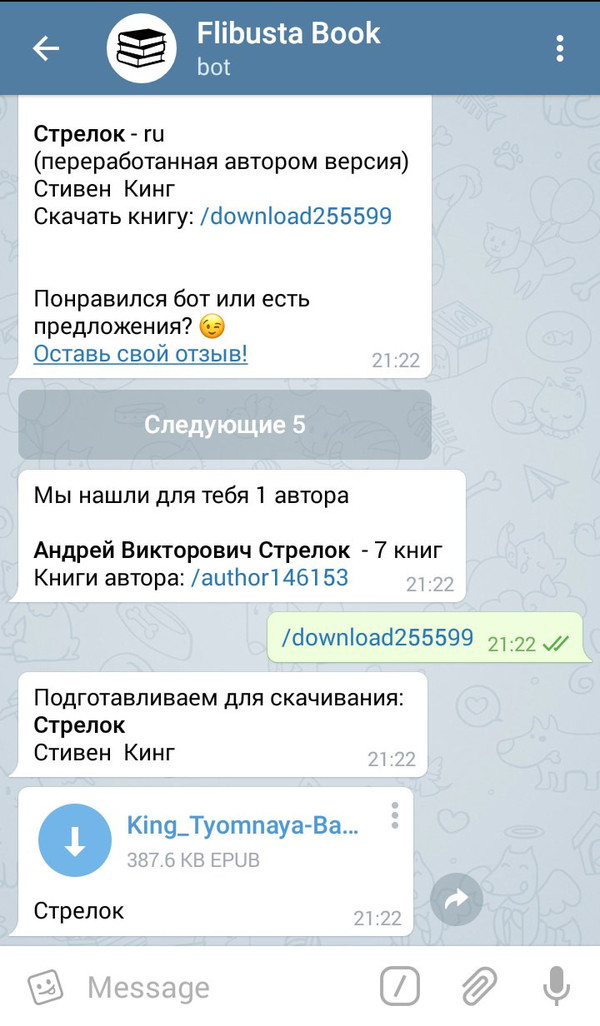 Flibusta Book
bot
Стрелок - ru
(переработанная автором версия)
Стивен Кинг
Скачать книгу: /download255599
Понравился бот или есть
предложения? 😉
Оставь свой отзыв!
21:22
Следующие 5
Мы нашли для тебя 1 автора
Андрей Викторович Стрелок - 7 книг
Книги автора: /author146153
21:22
/download255599 21:22
Подготавливаем для скачивания:
Стрелок
Стивен Кинг
21:22
King_Tyomnaya-Ba...
387.6 KB EPUB
Стрелок
21:22
Message